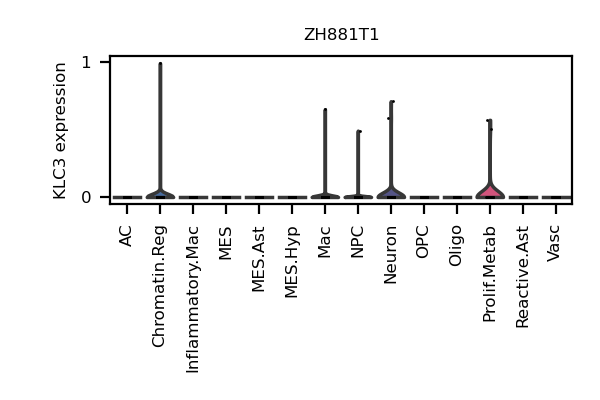 ZH881T1
KLC3 expression
1
0
AC
Chromatin.Reg
Inflammatory.Mac
MES
MES.Ast
MES.Hyp
Mac
NPC
Neuron
OPC
Oligo
Prolif.Metab
Reactive.Ast
Vasc